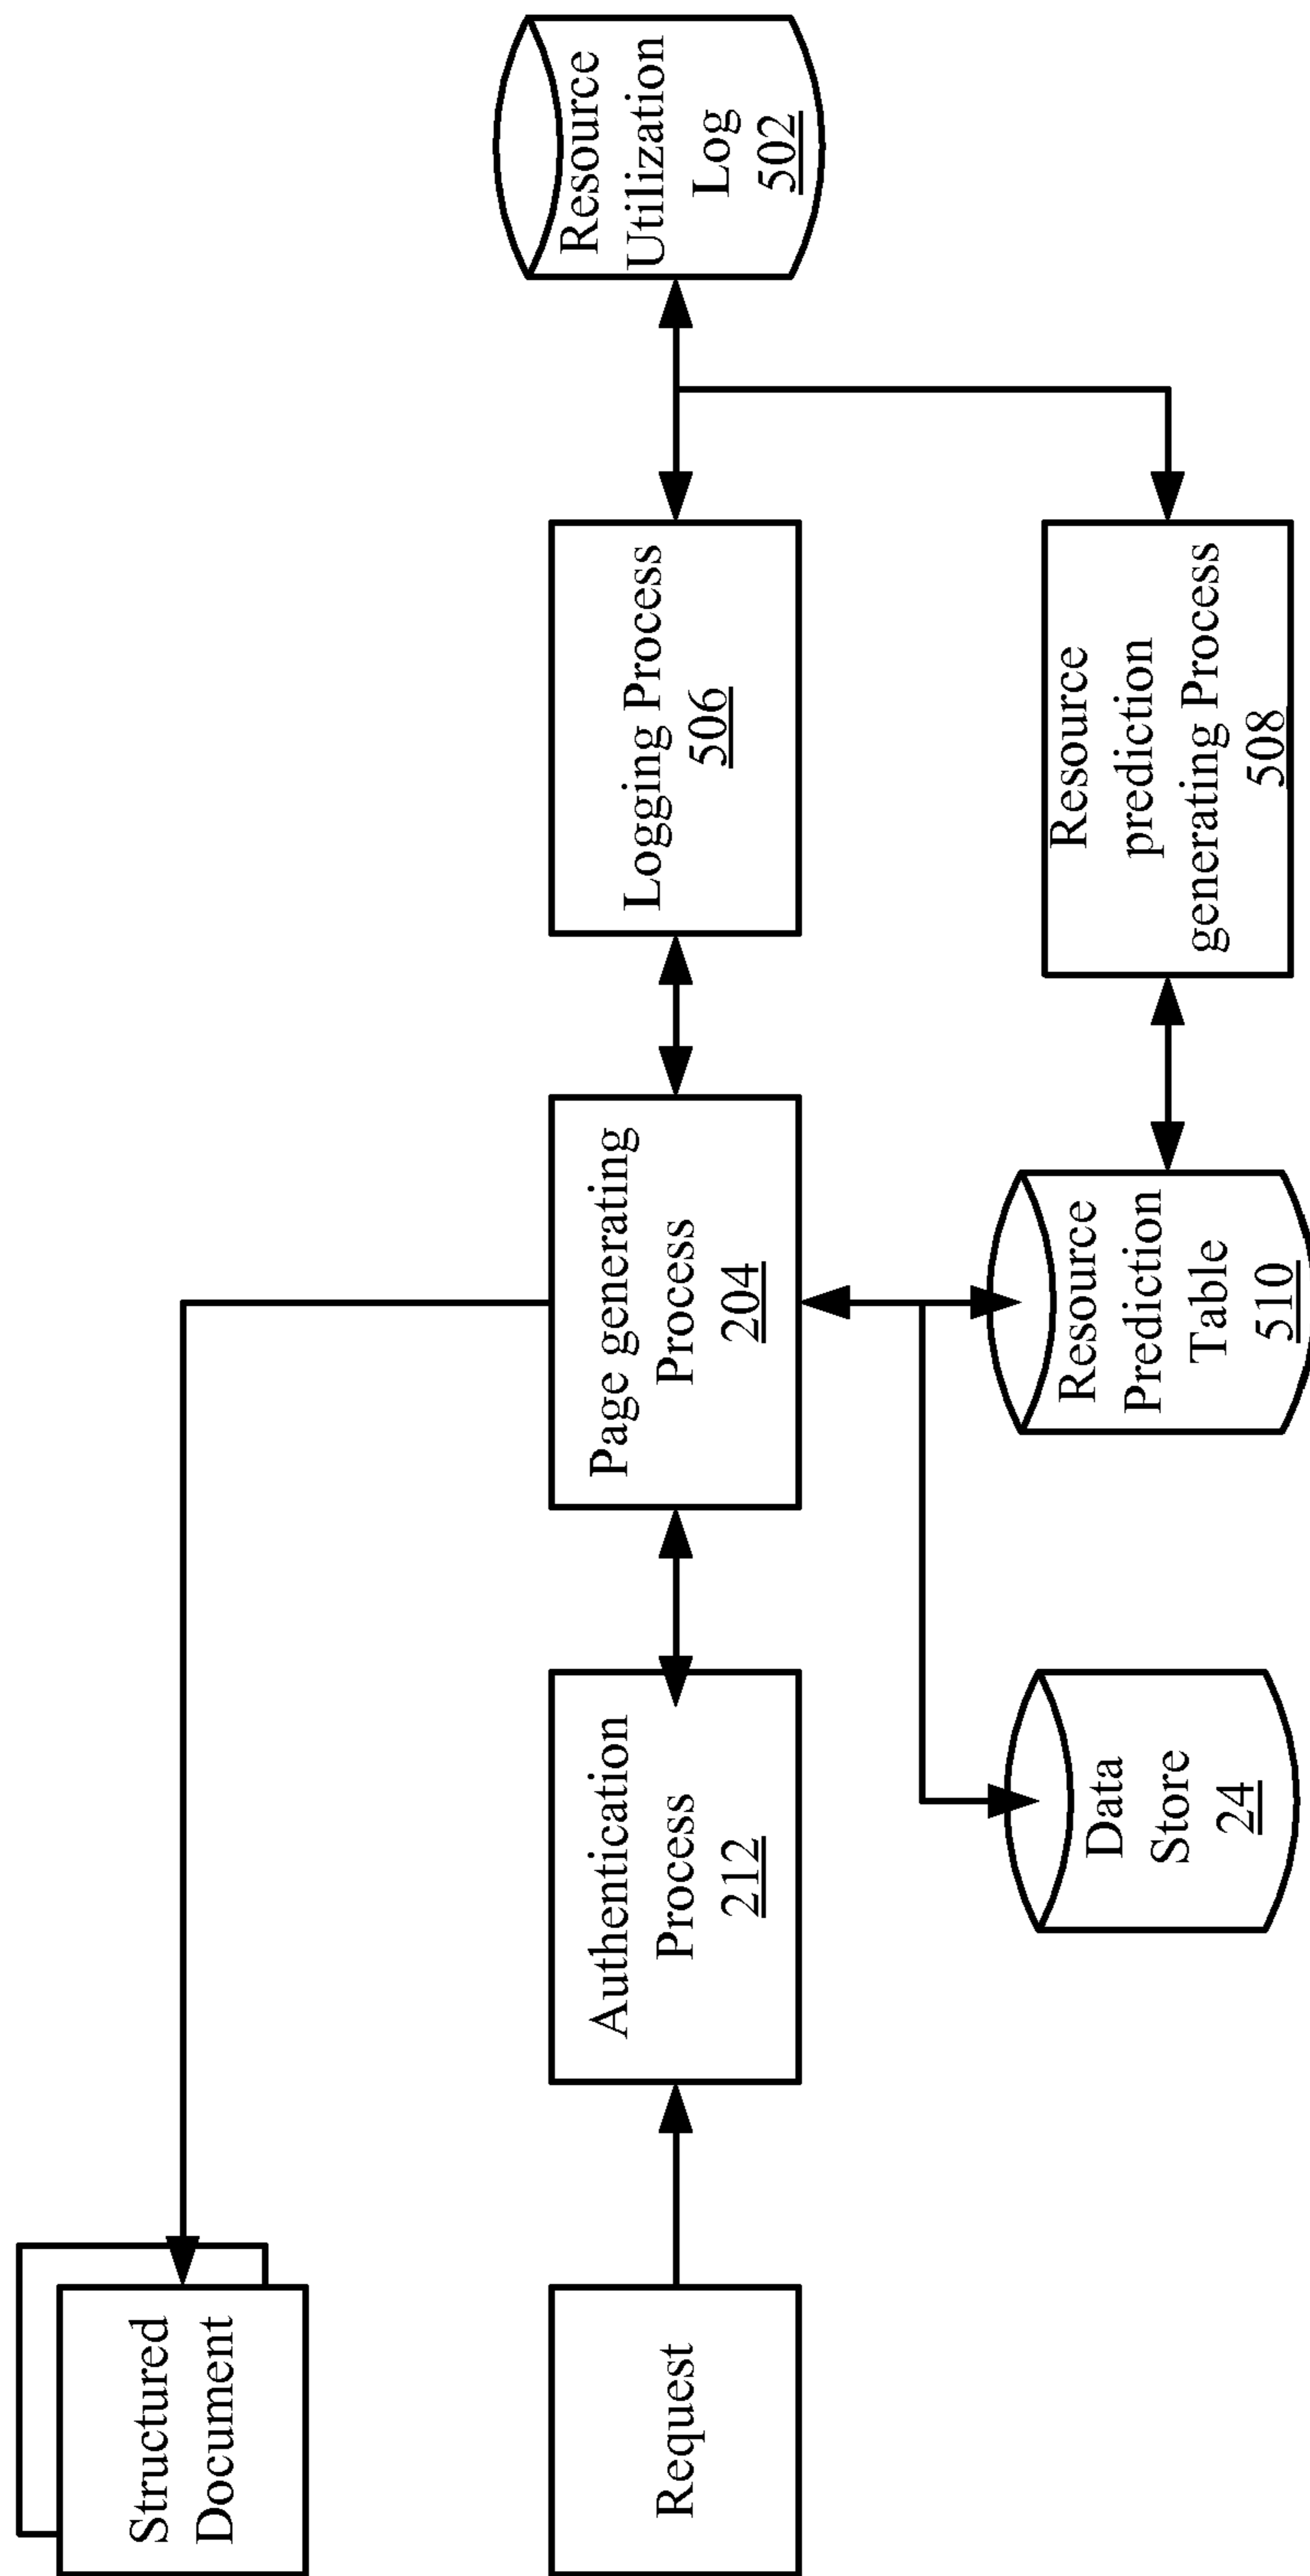 Structured
Document
Request
Authentication
Process
212
Page generating
Process
204
Logging Process
506
Resource
Utilization
Log
502
Data
Store
24
Resource
Prediction
Table
510
Resource
prediction
generating Process
508